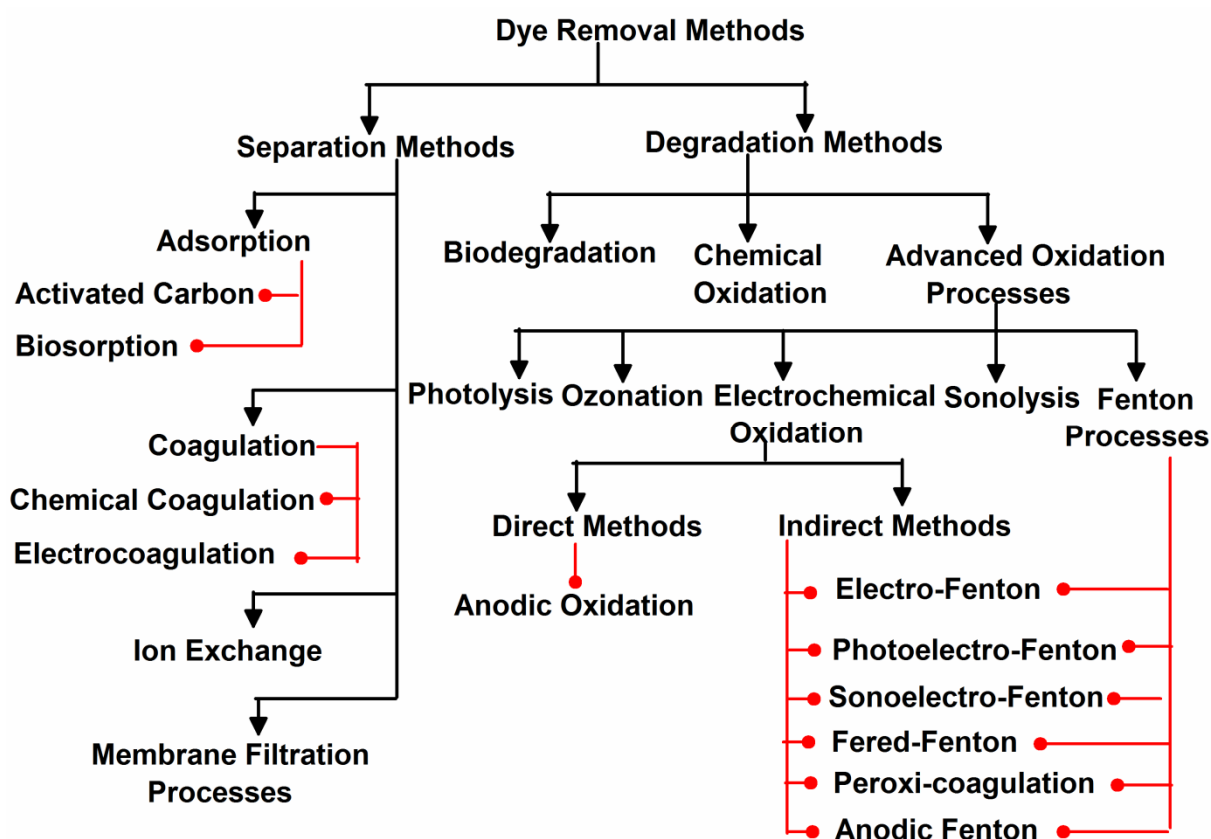 Dye Removal Methods
Separation Methods
Degradation Methods
Adsorption
Activated Carbon
Biosorption
Coagulation
Chemical Coagulation
Electrocoagulation
Ion Exchange
Membrane Filtration
Processes
Biodegradation
Chemical
Oxidation
Advanced Oxidation
Processes
Photolysis
Ozonation
Electrochemical
Oxidation
Sonolysis
Fenton
Processes
Direct Methods
Anodic Oxidation
Indirect Methods
Electro-Fenton
Photoelectro-Fenton
Sonoelectro-Fenton
Fered-Fenton
Peroxi-coagulation
Anodic Fenton